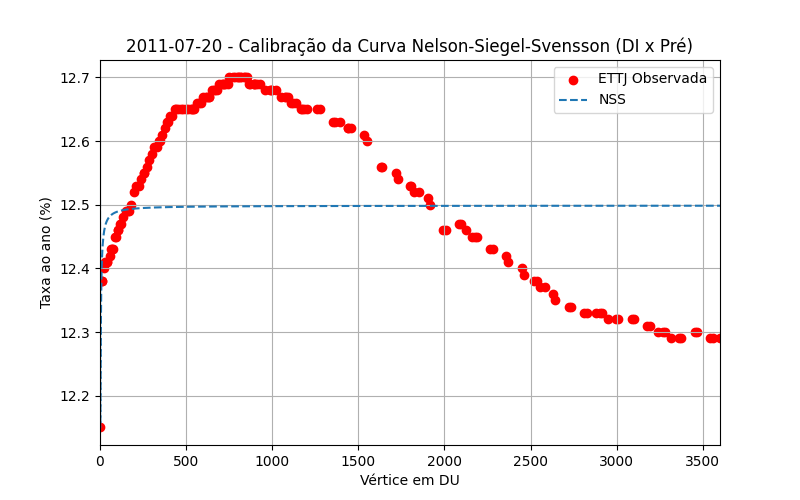 2011-07-20 - Calibração da Curva Nelson-Siegel-Svensson (DI x Pré)
ETTJ Observada
NSS
Taxa ao ano (%)
12.7
12.6
12.5
12.4
12.3
12.2
0 500 1000 1500 2000 2500 3000 3500
Vértice em DU